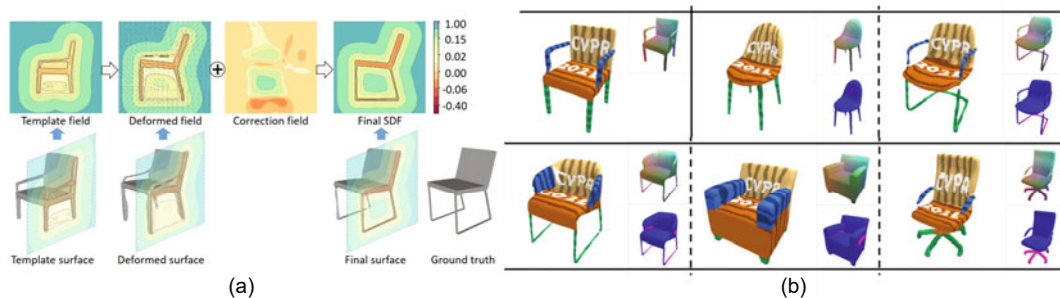 1.00
0.15
0.06
0.00
-0.06
-0.40
Template field
Deformed field
Correction field
Final SDF
Template surface
Deformed surface
Final surface
Ground truth
(a)
CVPR
2021
CVPR
2021
CVPR
2021
CVPR
2021
CVPR
2021
CVPR
2021
(b)